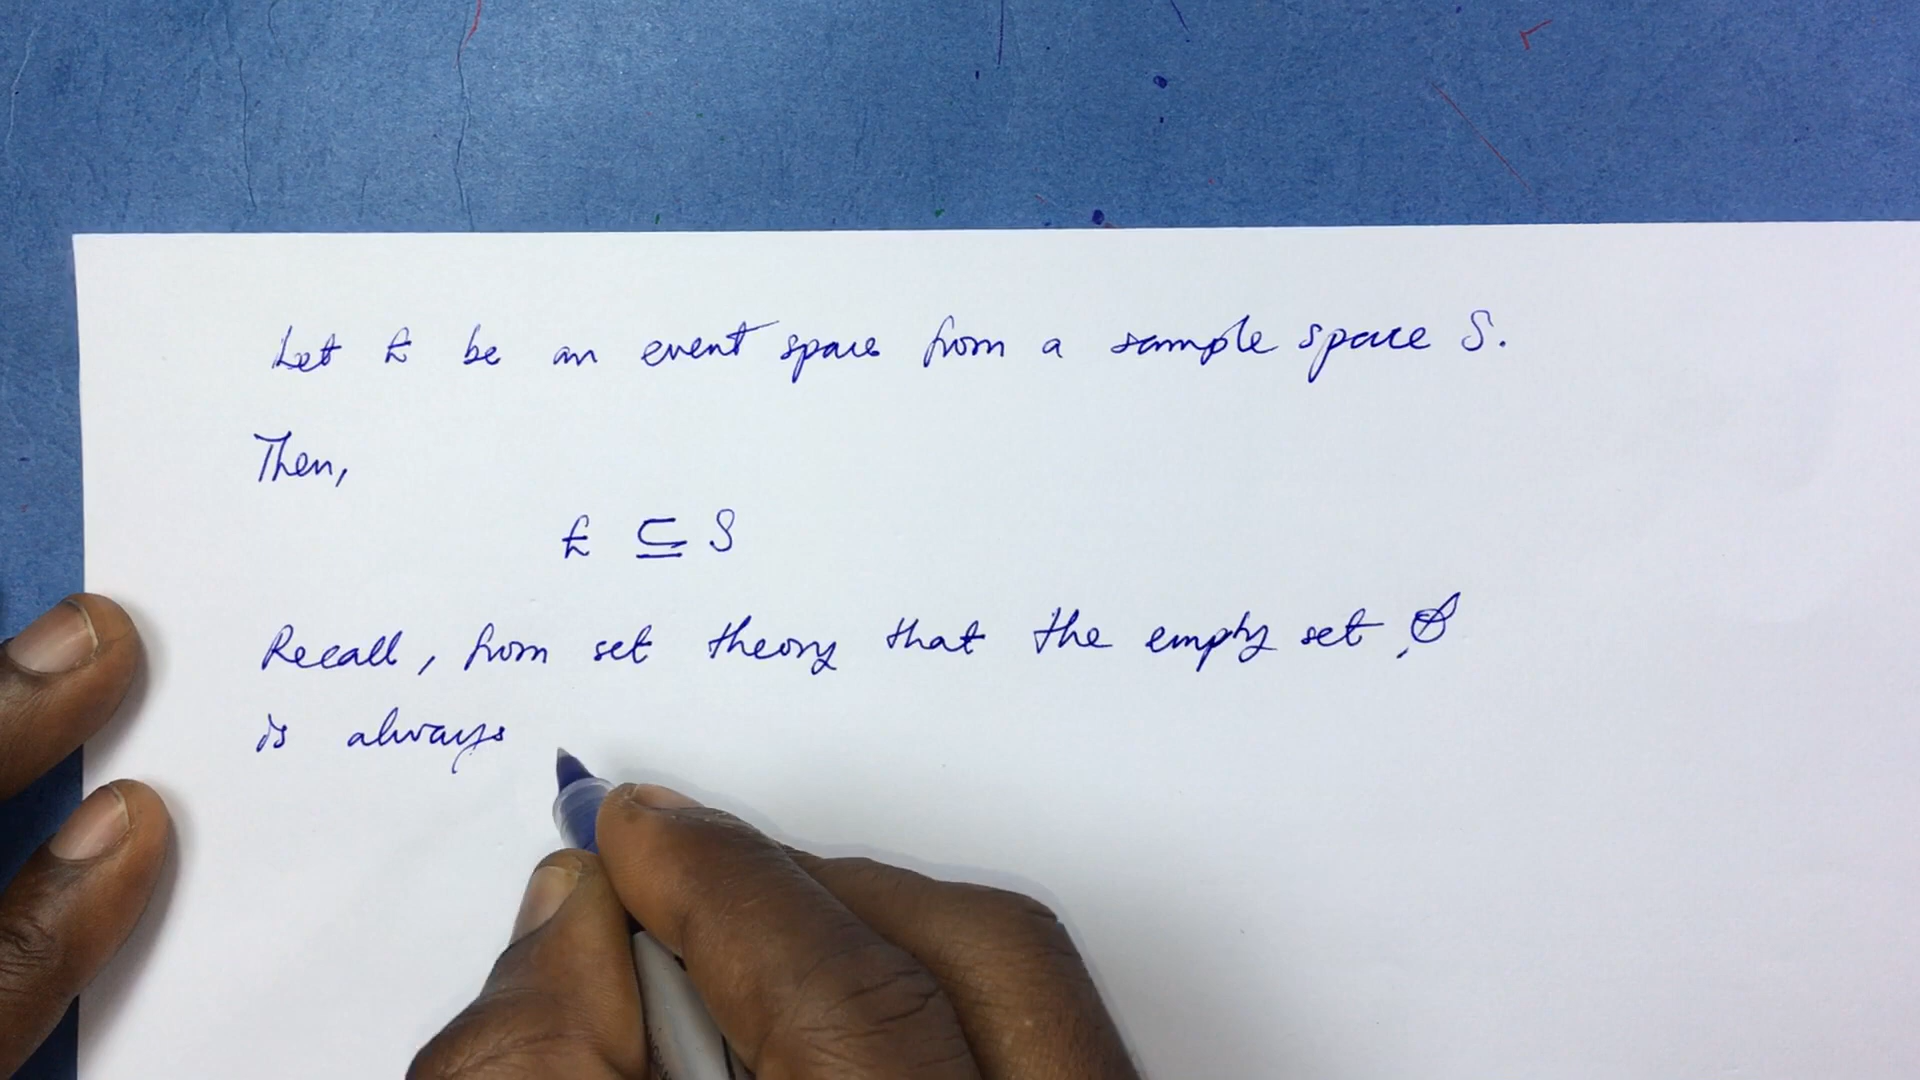 Let E be an event space from a sample space S.
Then,
E ⊆ S
Recall, from set theory that the empty set, ∅
is always